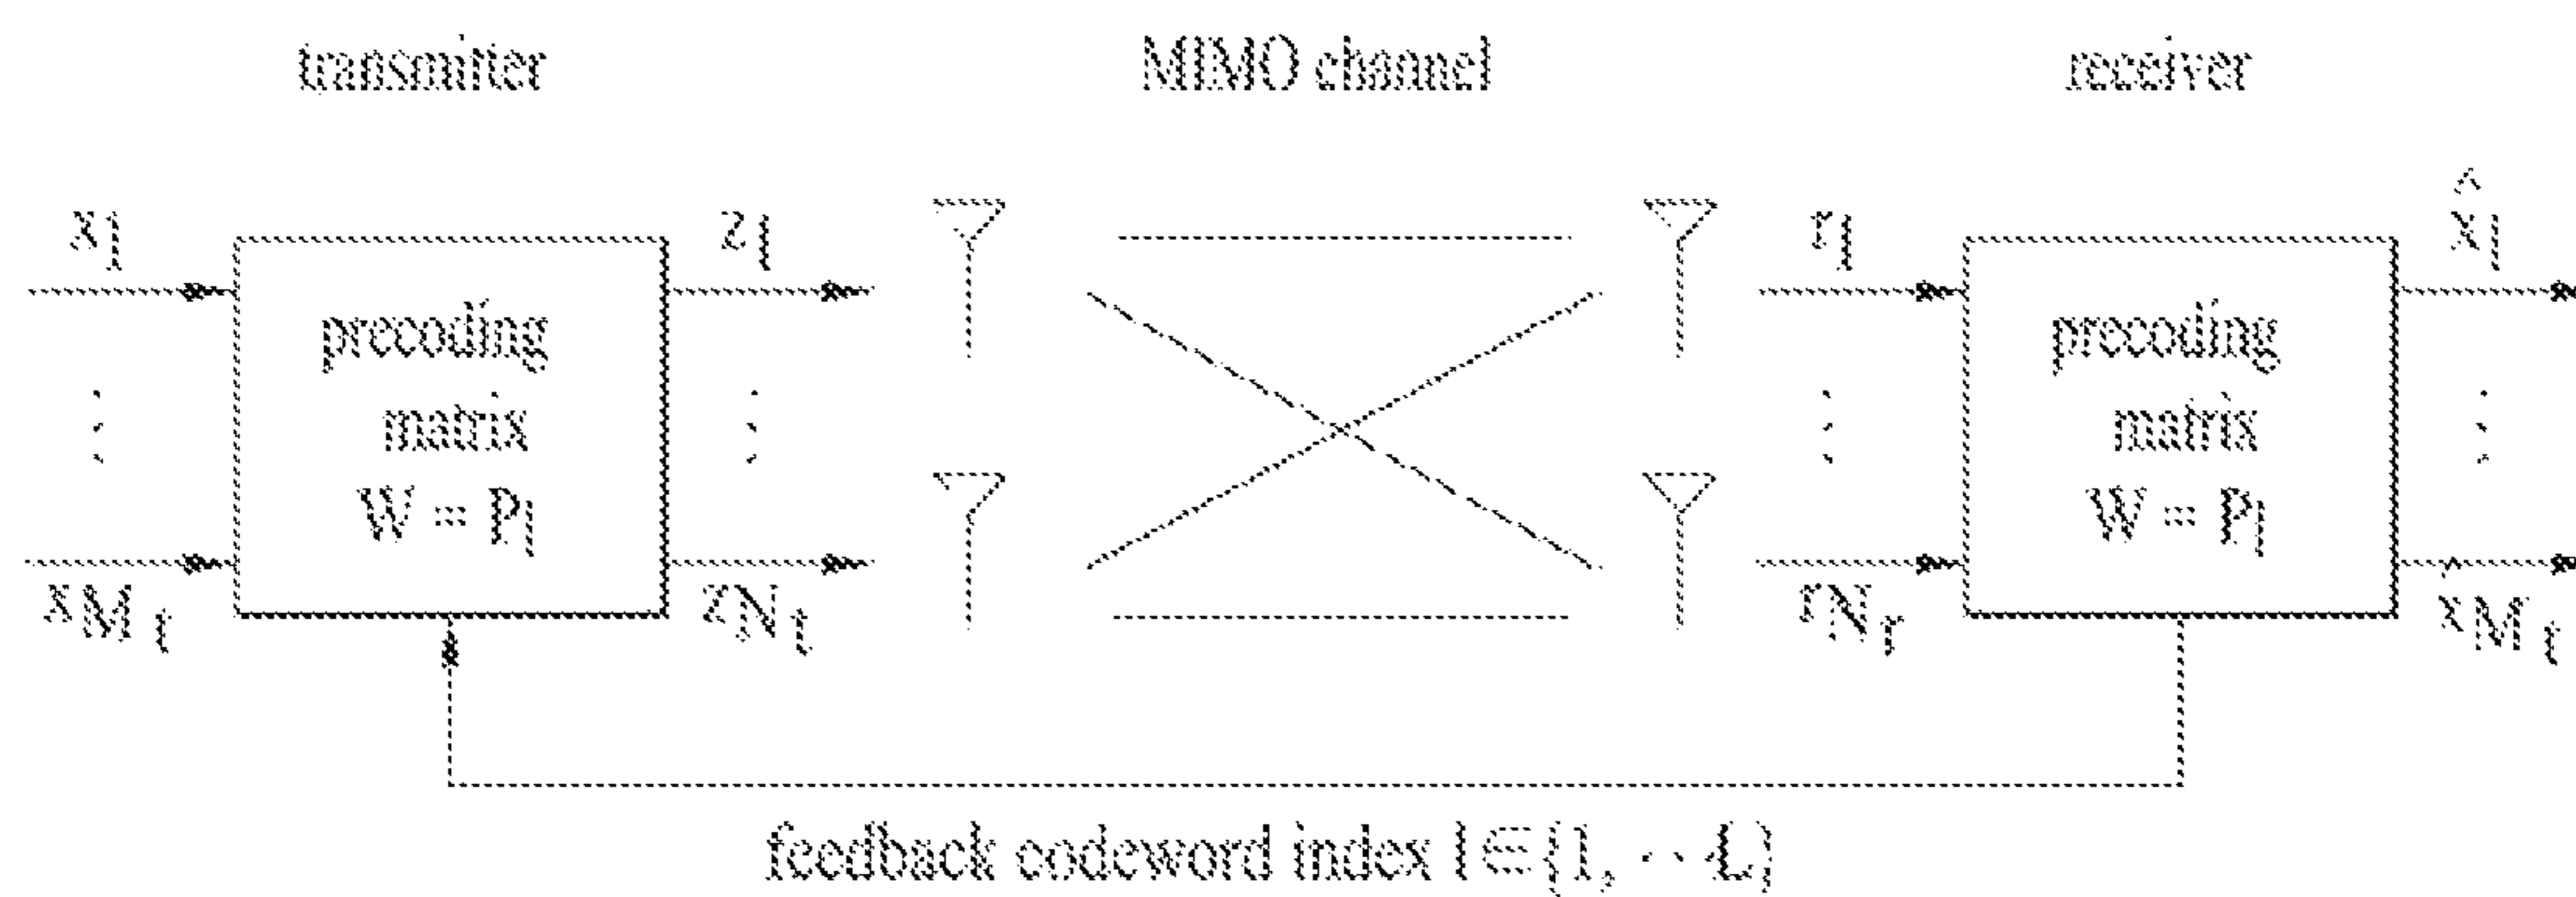 transmitter MIMO channel receiver
x1 z1 r1 x̂1
precoding matrix W = Pl
precoding matrix W = Pl
⋮ ⋮ ⋮ ⋮
xMt zNt rNr x̂Mt
feedback codeword index l∈{1, ··· L}